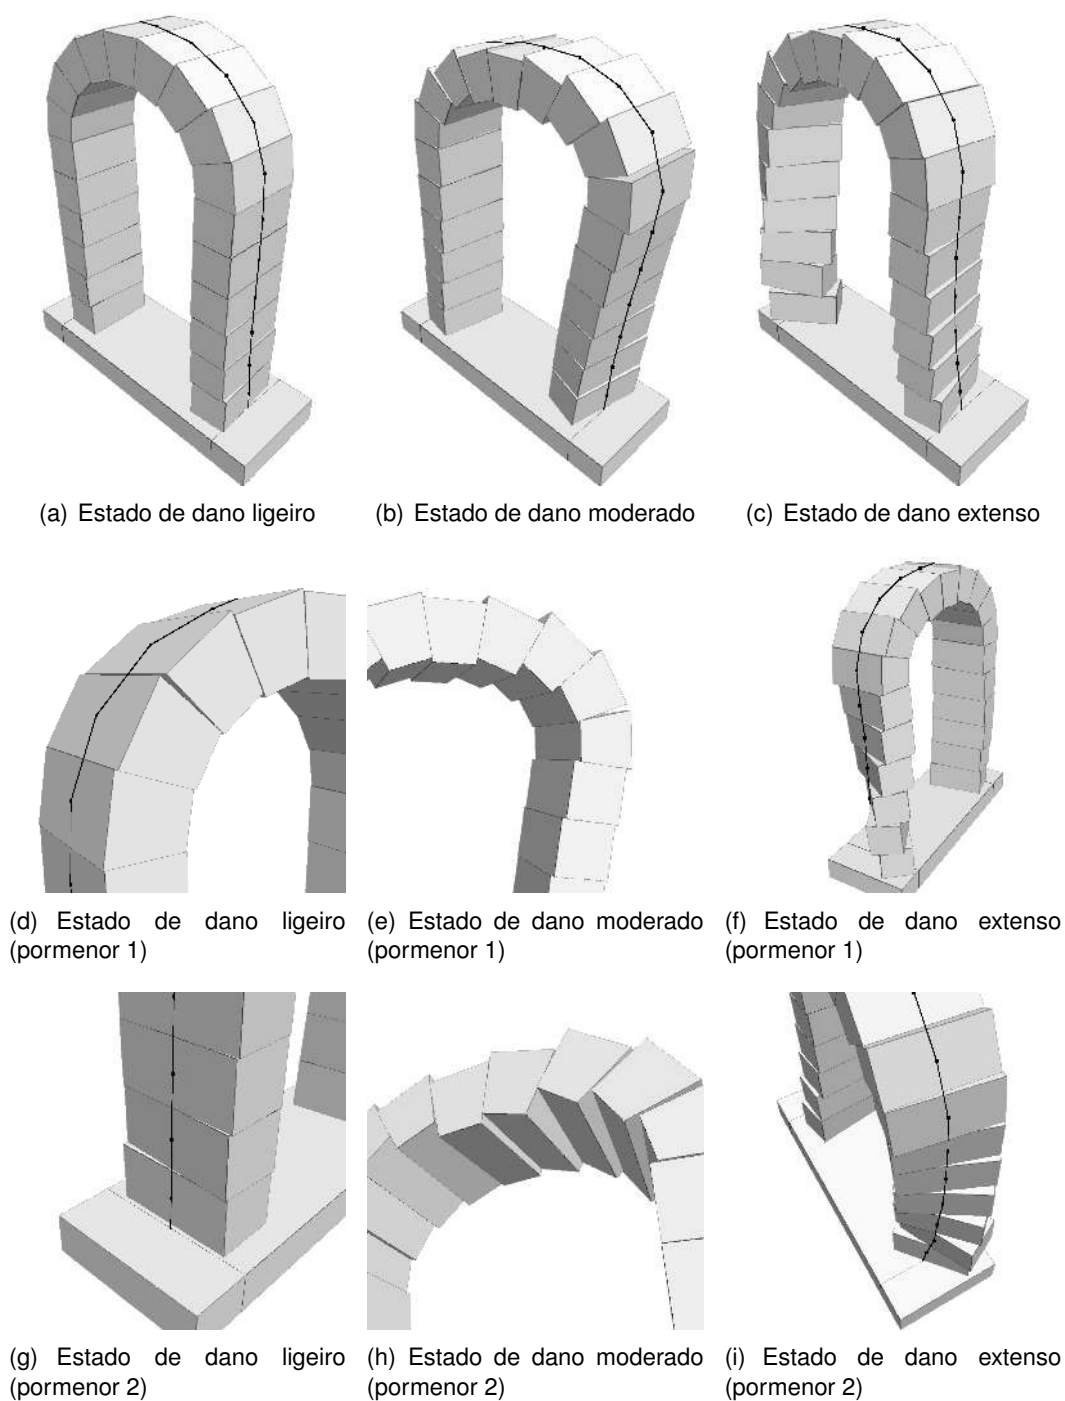 (a) Estado de dano ligeiro
(b) Estado de dano moderado
(c) Estado de dano extenso
(d) Estado de dano ligeiro
(pormenor 1)
(e) Estado de dano moderado
(pormenor 1)
(f) Estado de dano extenso
(pormenor 1)
(g) Estado de dano ligeiro
(pormenor 2)
(h) Estado de dano moderado
(pormenor 2)
(i) Estado de dano extenso
(pormenor 2)